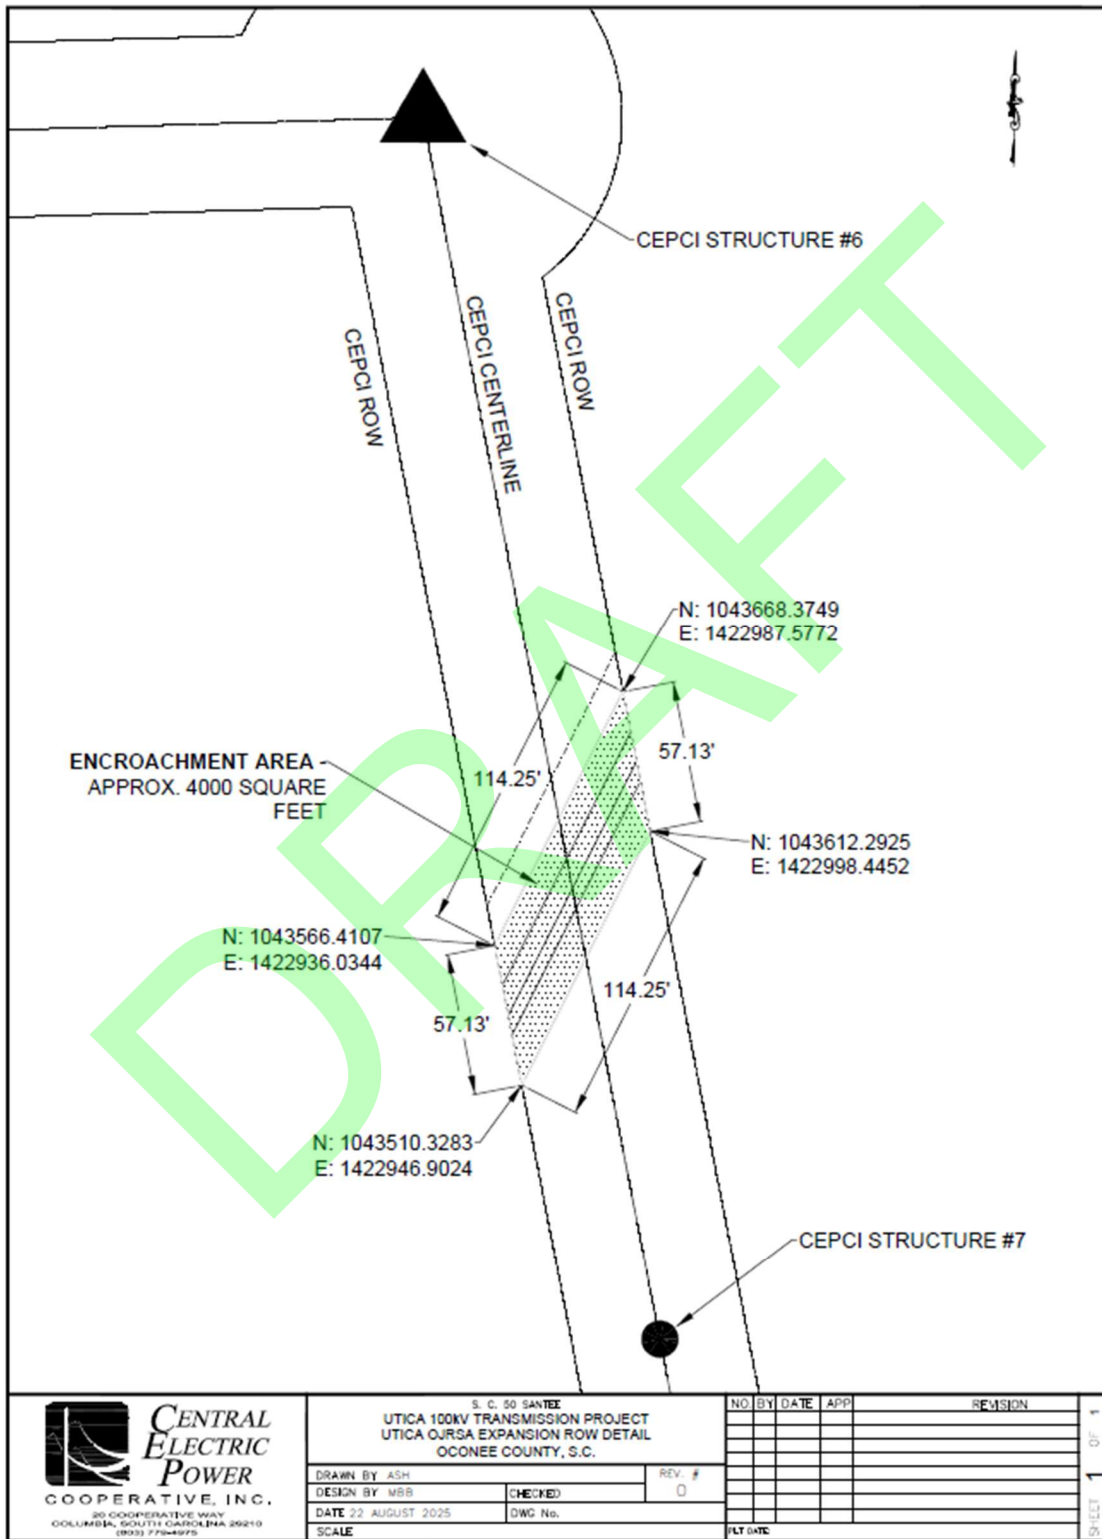 CEPCI STRUCTURE #6
CEPCI ROW
CEPCI CENTERLINE
CEPCI ROW
N: 1043668.3749
E: 1422987.5772
57.13'
114.25'
ENCROACHMENT AREA -
APPROX. 4000 SQUARE
FEET
N: 1043612.2925
E: 1422998.4452
N: 1043566.4107
E: 1422936.0344
114.25'
57.13'
N: 1043510.3283
E: 1422946.9024
CEPCI STRUCTURE #7
DRAFT
CENTRAL
ELECTRIC
POWER
COOPERATIVE, INC.
20 COOPERATIVE WAY
COLUMBIA, SOUTH CAROLINA 29210
(803) 779-4975
S. C. 50 SANTEE
UTICA 100kV TRANSMISSION PROJECT
UTICA OJRSA EXPANSION ROW DETAIL
OCONEE COUNTY, S.C.
DRAWN BY ASH
REV. #
DESIGN BY MBB
CHECKED
0
DATE 22 AUGUST 2025
DWG No.
SCALE
NO. BY DATE APP REVISION
PLT DATE
SHEET 1 OF 1